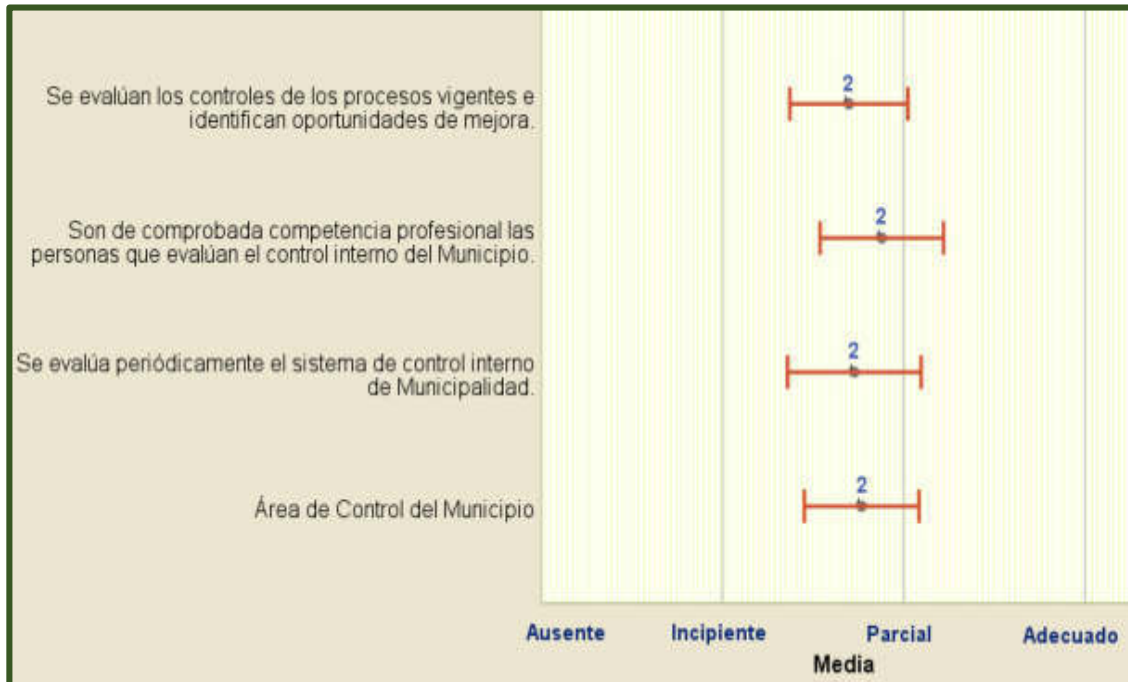 2
Se evalúan los controles de los procesos vigentes e
identifican oportunidades de mejora.
2
Son de comprobada competencia profesional las
personas que evalúan el control interno del Municipio.
2
Se evalúa periódicamente el sistema de control interno
de Municipalidad.
2
Área de Control del Municipio
Ausente Incipiente Parcial Adecuado
Media